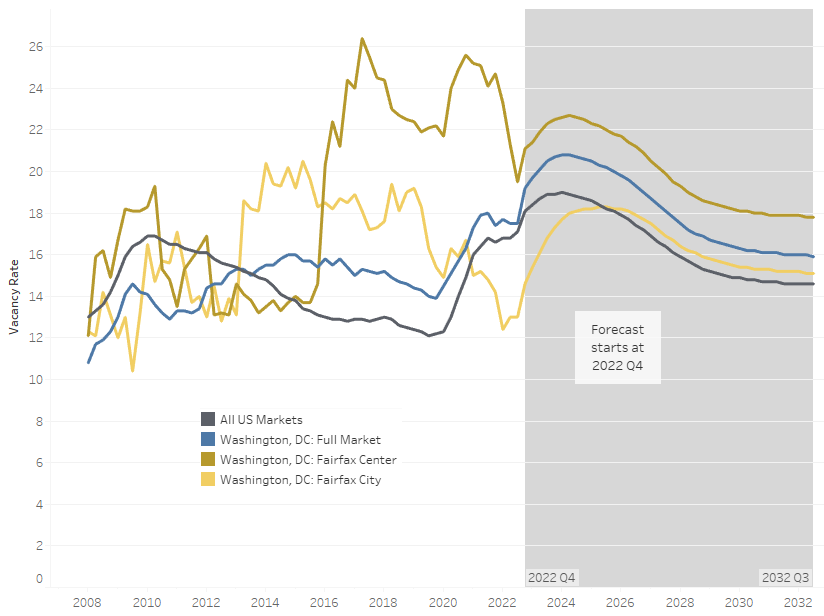 Vacancy Rate
26
24
22
20
18
16
14
12
10
8
6
4
2
0
Forecast
starts at
2022 Q4
All US Markets
Washington, DC: Full Market
Washington, DC: Fairfax Center
Washington, DC: Fairfax City
2022 Q4
2032 Q3
2008
2010
2012
2014
2016
2018
2020
2022
2024
2026
2028
2030
2032